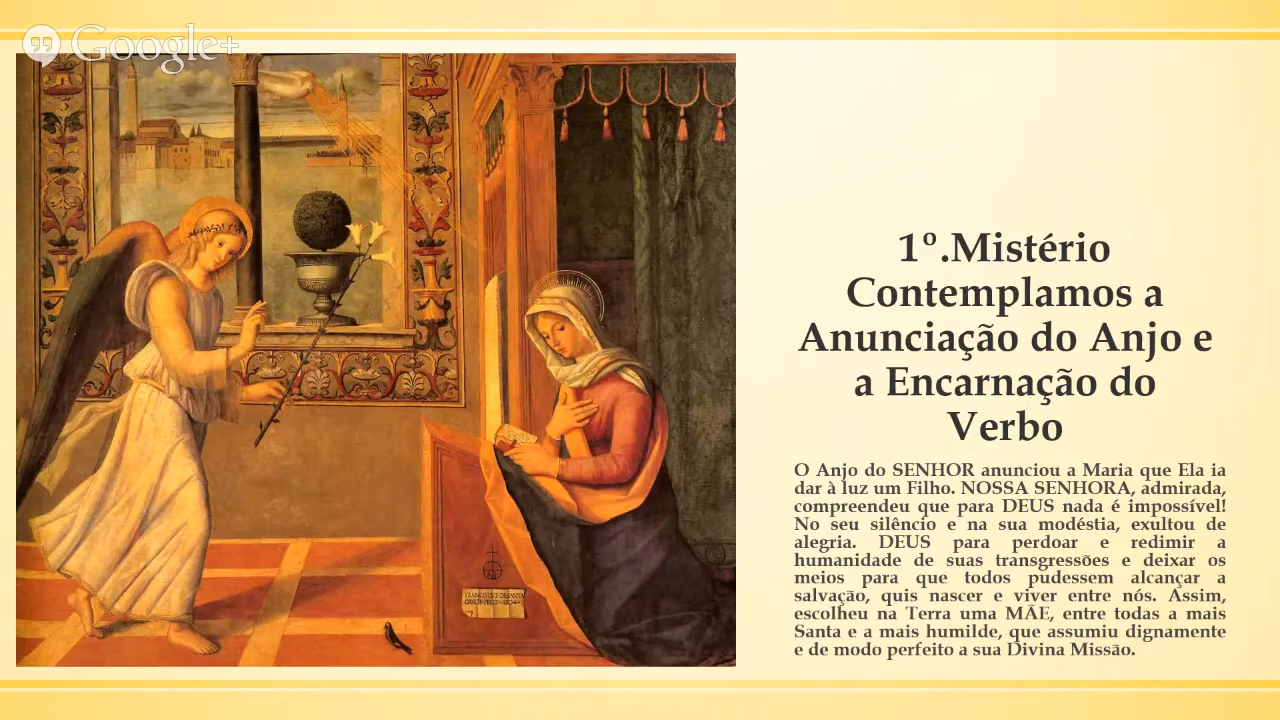 Google+
1º.Mistério
Contemplamos a
Anunciação do Anjo e
a Encarnação do
Verbo
O Anjo do SENHOR anunciou a Maria que Ela ia
dar à luz um Filho. NOSSA SENHORA, admirada,
compreendeu que para DEUS nada é impossível!
No seu silêncio e na sua modéstia, exultou de
alegria. DEUS para perdoar e redimir a
humanidade de suas transgressões e deixar os
meios para que todos pudessem alcançar a
salvação, quis nascer e viver entre nós. Assim,
escolheu na Terra uma MÃE, entre todas a mais
Santa e a mais humilde, que assumiu dignamente
e de modo perfeito a sua Divina Missão.